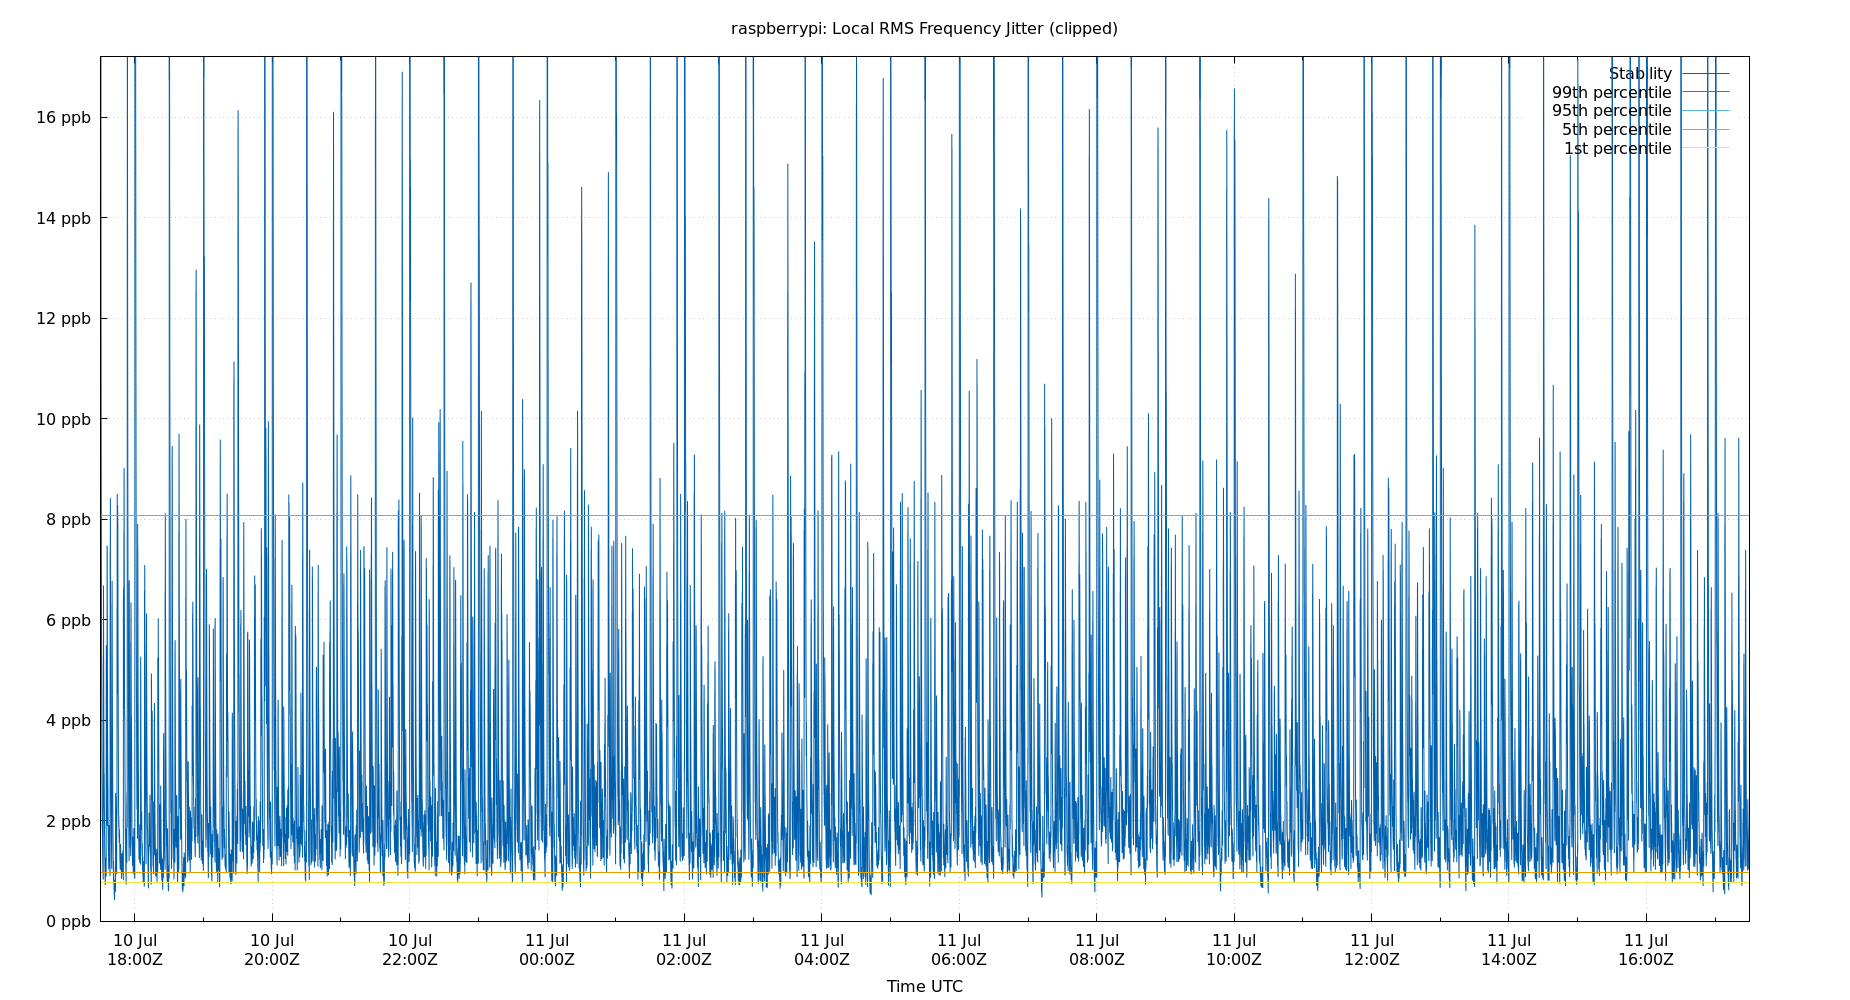 raspberrypi: Local RMS Frequency Jitter (clipped)
Stability
99th percentile
95th percentile
5th percentile
1st percentile
16 ppb
14 ppb
12 ppb
10 ppb
8 ppb
6 ppb
4 ppb
2 ppb
0 ppb
10 Jul 10 Jul 10 Jul 11 Jul 11 Jul 11 Jul 11 Jul 11 Jul 11 Jul 11 Jul 11 Jul 11 Jul
18:00Z 20:00Z 22:00Z 00:00Z 02:00Z 04:00Z 06:00Z 08:00Z 10:00Z 12:00Z 14:00Z 16:00Z
Time UTC